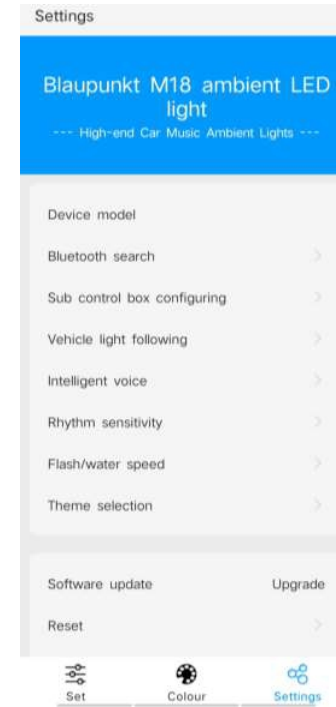 Settings
Blaupunkt M18 ambient LED
light
--- High-end Car Music Ambient Lights ---
Device model
Bluetooth search
Sub control box configuring
Vehicle light following
Intelligent voice
Rhythm sensitivity
Flash/water speed
Theme selection
Software update Upgrade
Reset
Set Colour Settings